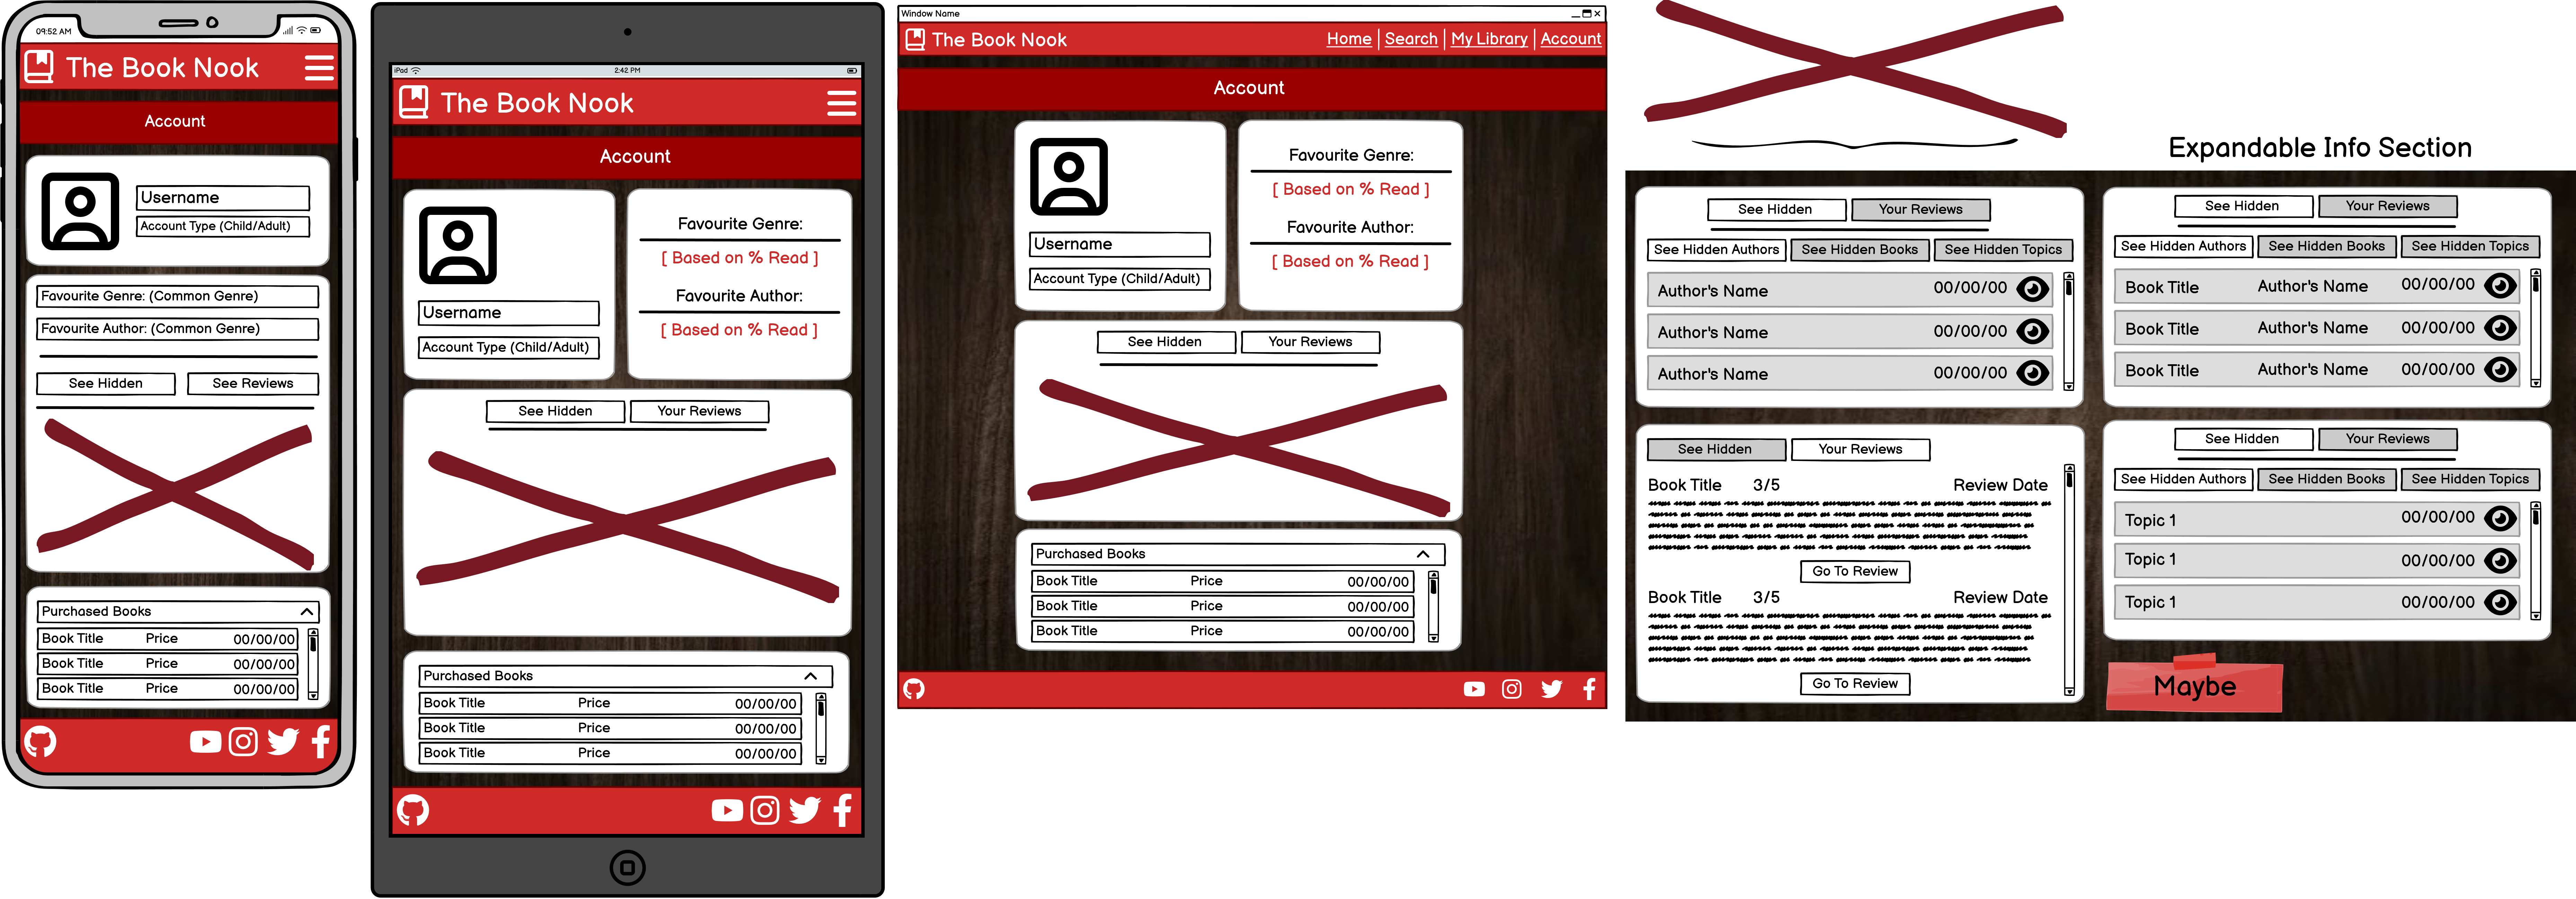 09:52 AM
The Book Nook
Account
Username
Account Type (Child/Adult)
Favourite Genre: (Common Genre)
Favourite Author: (Common Genre)
See Hidden See Reviews
Purchased Books
Book Title Price 00/00/00
Book Title Price 00/00/00
Book Title Price 00/00/00
iPad 2:42 PM
The Book Nook
Account
Username
Account Type (Child/Adult)
Favourite Genre:
[ Based on % Read ]
Favourite Author:
[ Based on % Read ]
See Hidden Your Reviews
Purchased Books
Book Title Price 00/00/00
Book Title Price 00/00/00
Book Title Price 00/00/00
Window Name
The Book Nook Home Search My Library Account
Account
Username
Account Type (Child/Adult)
Favourite Genre:
[ Based on % Read ]
Favourite Author:
[ Based on % Read ]
See Hidden Your Reviews
Purchased Books
Book Title Price 00/00/00
Book Title Price 00/00/00
Book Title Price 00/00/00
Expandable Info Section
See Hidden Your Reviews
See Hidden Authors See Hidden Books See Hidden Topics
Author's Name 00/00/00
Author's Name 00/00/00
Author's Name 00/00/00
See Hidden Your Reviews
See Hidden Authors See Hidden Books See Hidden Topics
Book Title Author's Name 00/00/00
Book Title Author's Name 00/00/00
Book Title Author's Name 00/00/00
See Hidden Your Reviews
Book Title 3/5 Review Date
Go To Review
Book Title 3/5 Review Date
Go To Review
See Hidden Your Reviews
See Hidden Authors See Hidden Books See Hidden Topics
Topic 1 00/00/00
Topic 1 00/00/00
Topic 1 00/00/00
Maybe